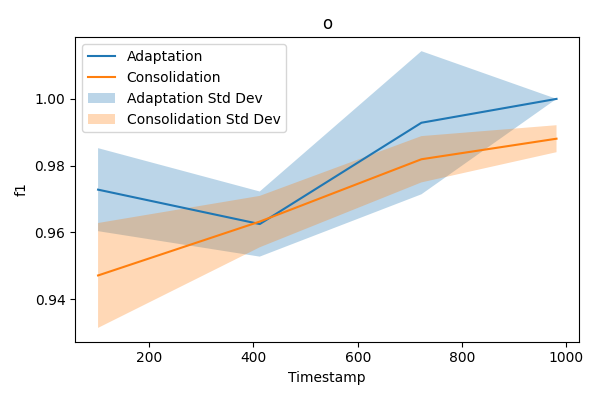 o
Adaptation
Consolidation
Adaptation Std Dev
Consolidation Std Dev
f1
1.00
0.98
0.96
0.94
200 400 600 800 1000
Timestamp